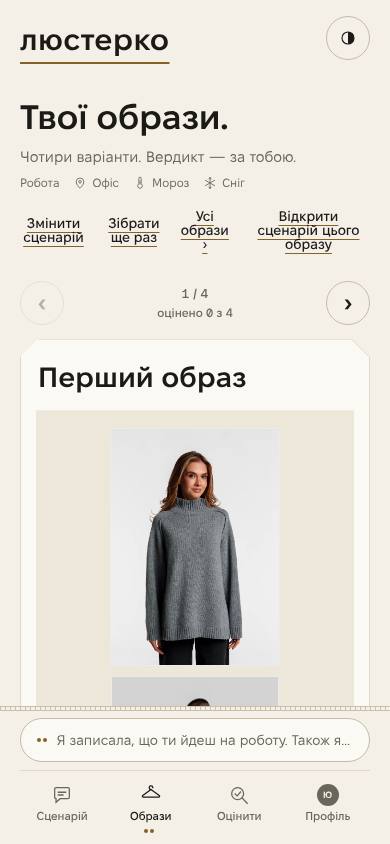 люстерко
Твої образи.
Чотири варіанти. Вердикт — за тобою.
Робота Офіс Мороз Сніг
Змінити
сценарій
Зібрати
ще раз
Усі
образи
›
Відкрити
сценарій цього
образу
‹
1 / 4
оцінено 0 з 4
›
Перший образ
Я записала, що ти йдеш на роботу. Також я...
Сценарій
Образи
Оцінити
Ю
Профіль